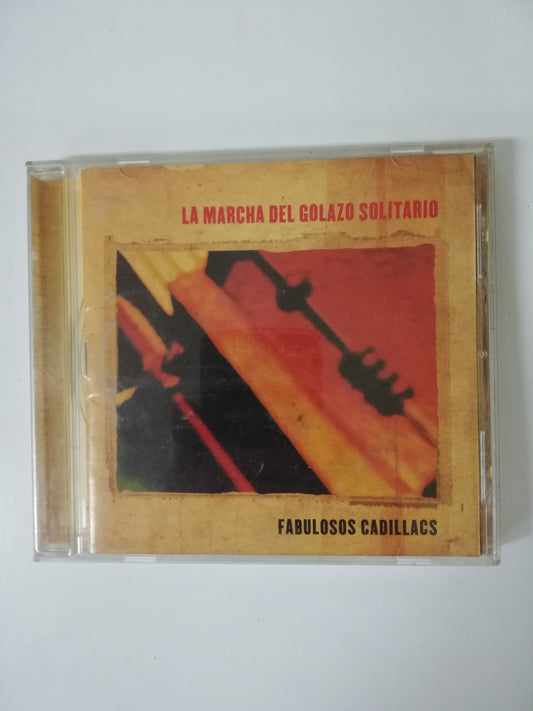 LA MARCHA DEL GOLAZO SOLITARIO
FABULOSOS CADILLACS